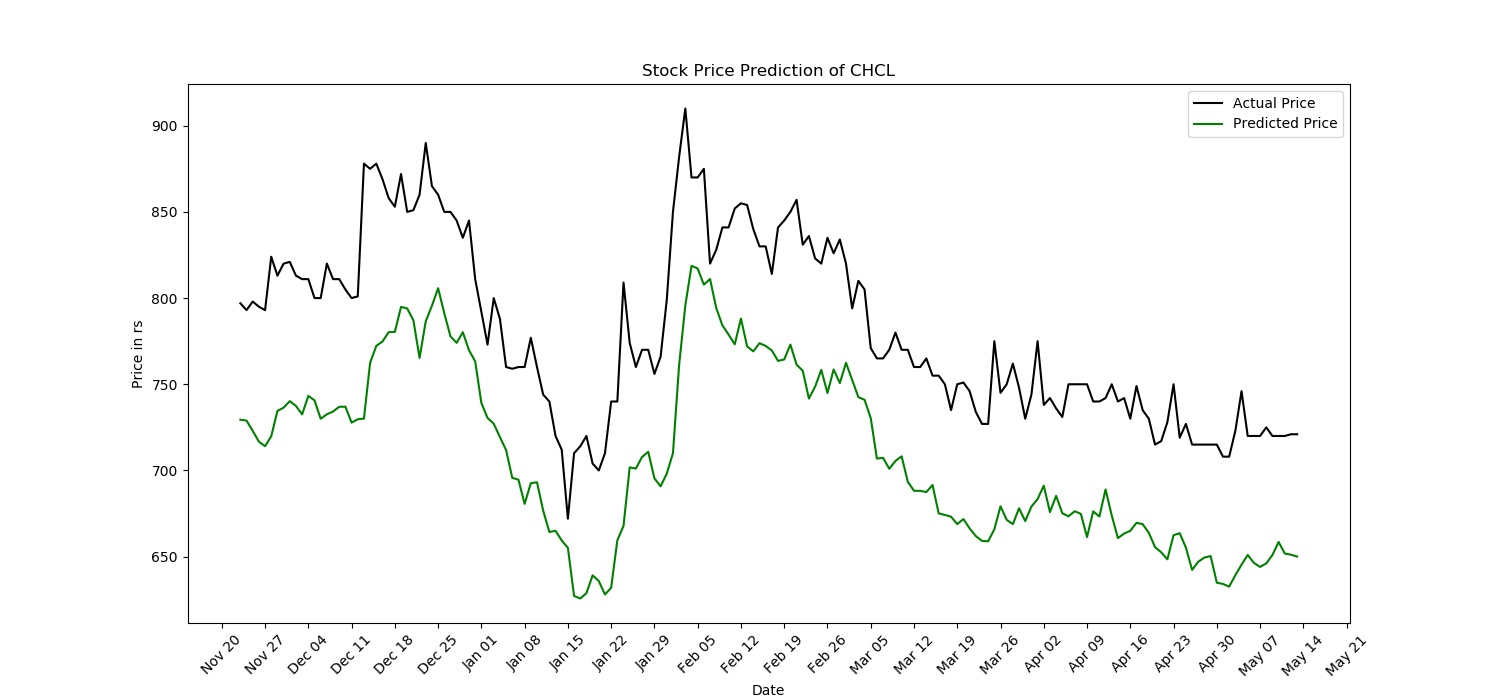 Stock Price Prediction of CHCL
Actual Price
Predicted Price
900
850
800
750
700
650
Price in rs
Nov 20
Nov 27
Dec 04
Dec 11
Dec 18
Dec 25
Jan 01
Jan 08
Jan 15
Jan 22
Jan 29
Feb 05
Feb 12
Feb 19
Feb 26
Mar 05
Mar 12
Mar 19
Mar 26
Apr 02
Apr 09
Apr 16
Apr 23
Apr 30
May 07
May 14
May 21
Date